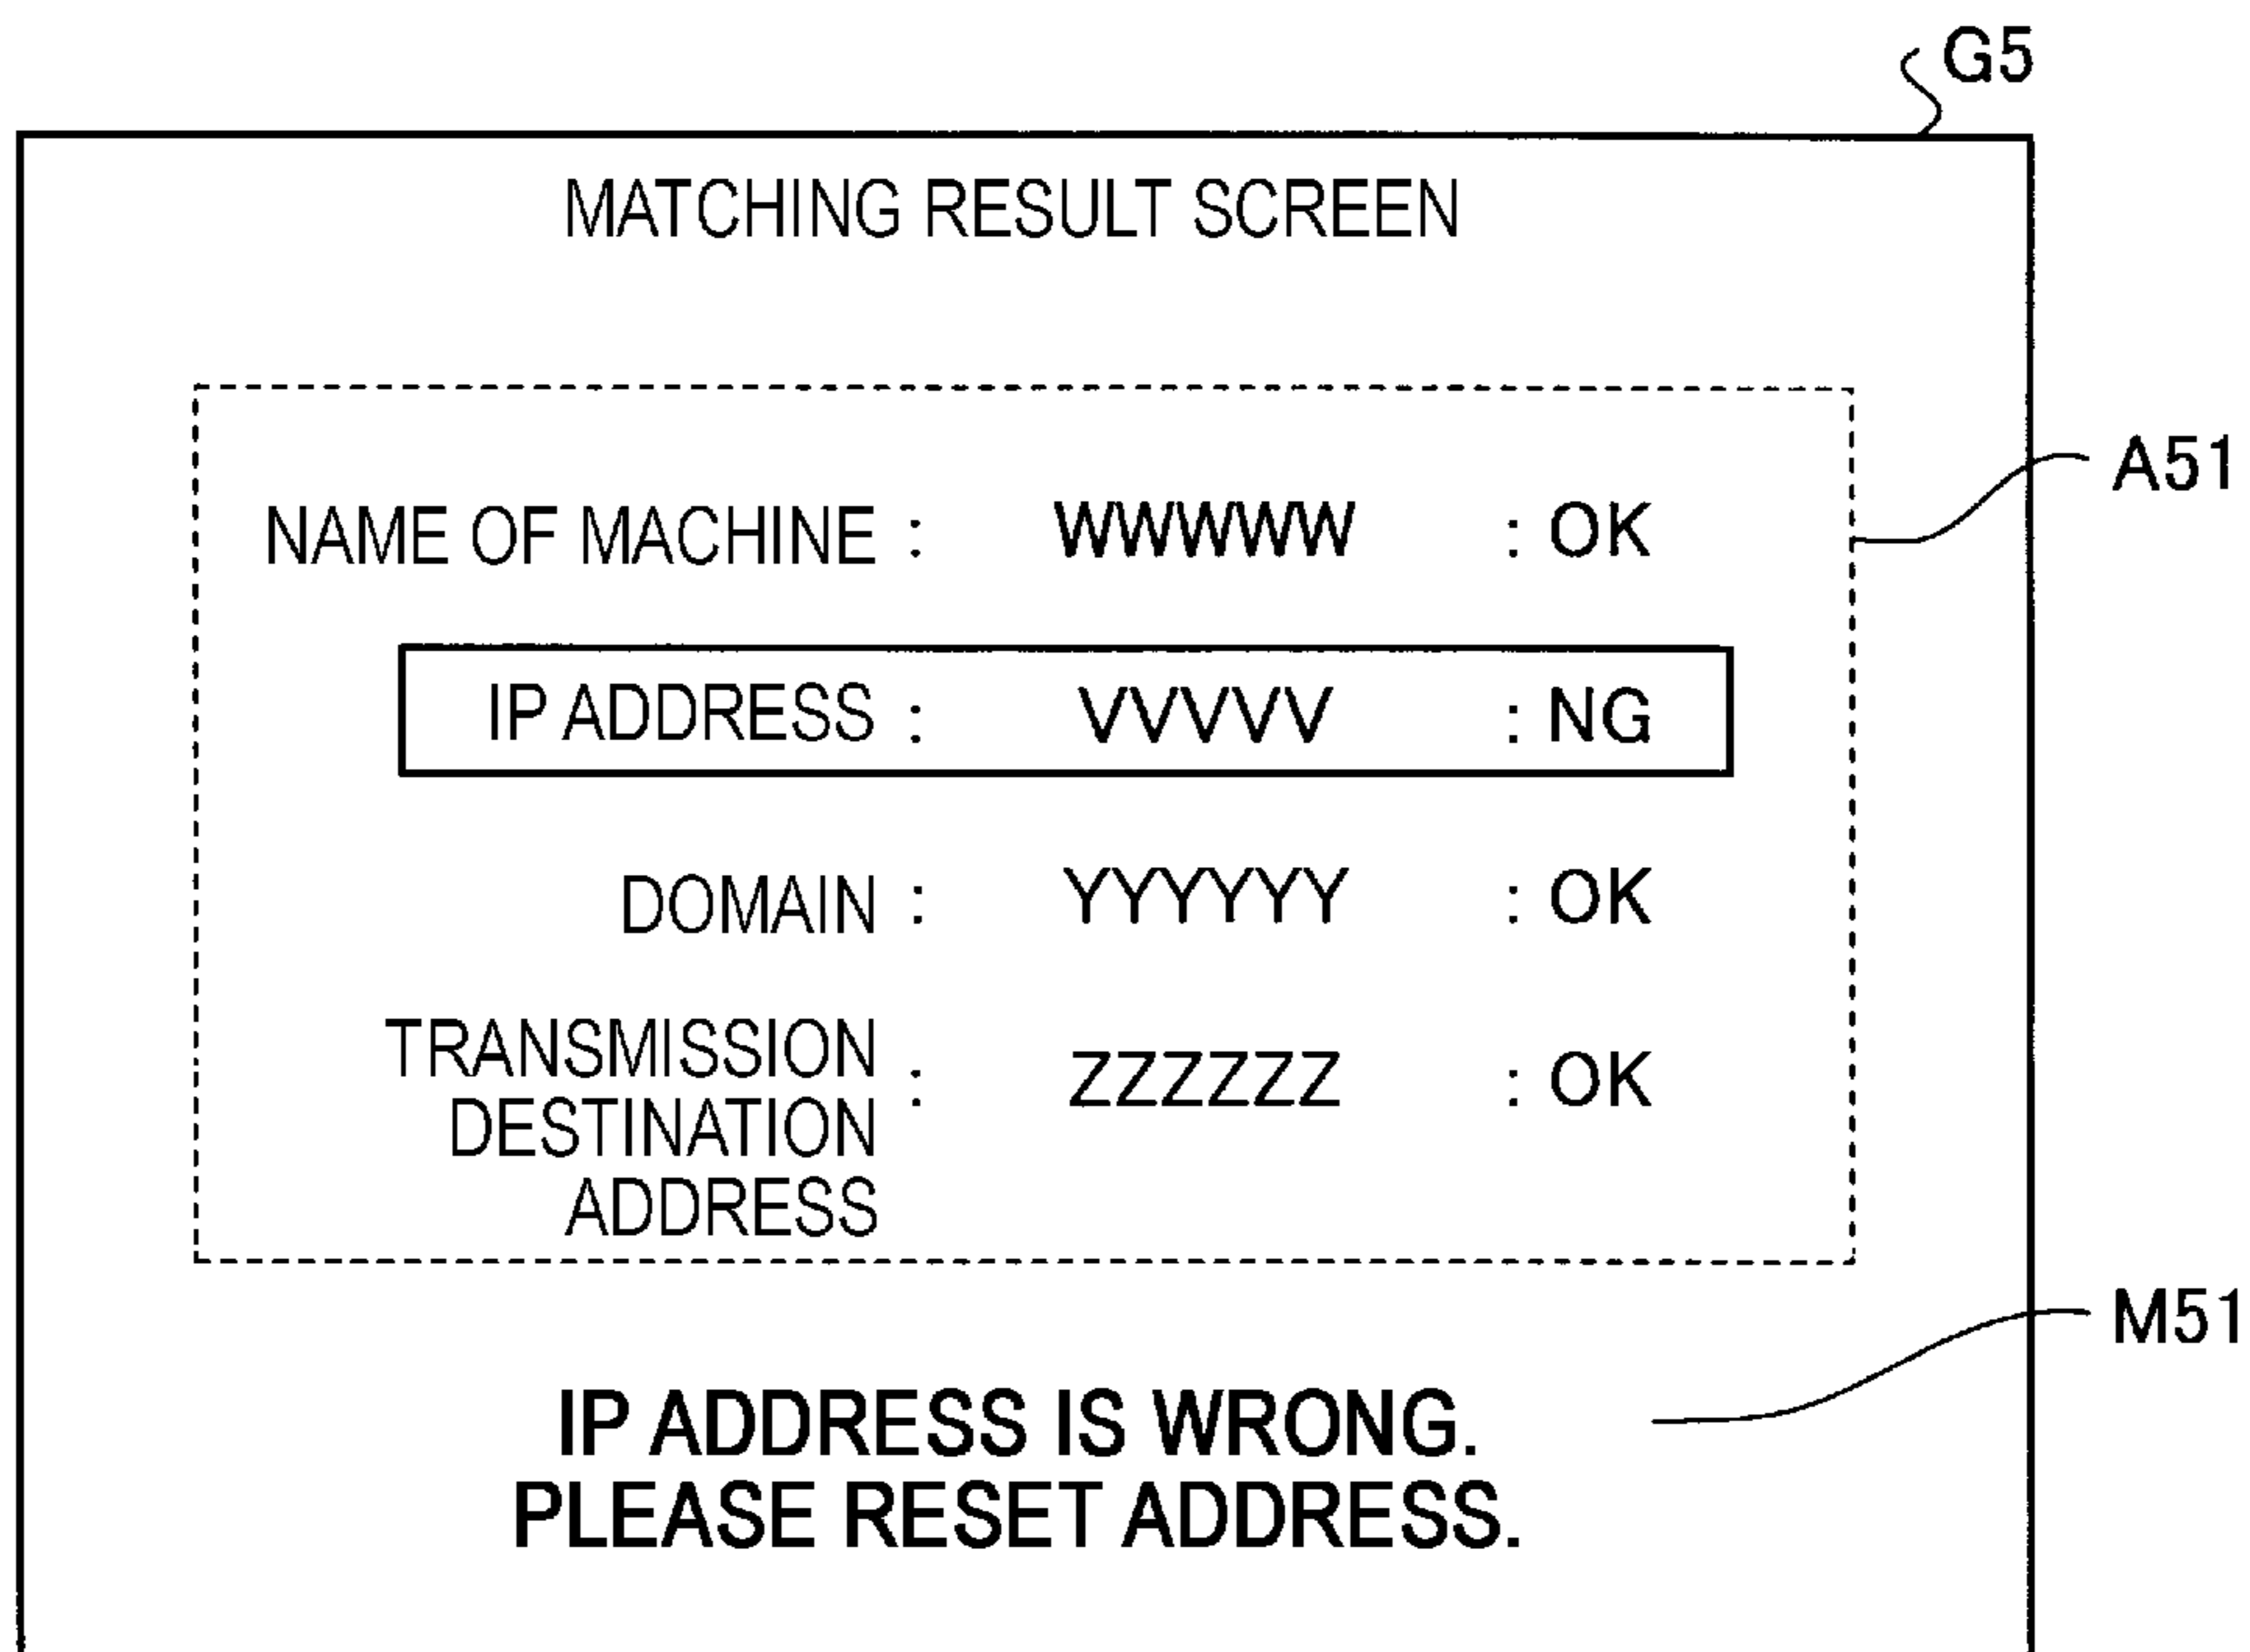 G5
MATCHING RESULT SCREEN
A51
NAME OF MACHINE : WWWWW : OK
IP ADDRESS : VVVVV : NG
DOMAIN : YYYYYY : OK
TRANSMISSION : ZZZZZZ : OK
DESTINATION
ADDRESS
M51
IP ADDRESS IS WRONG.
PLEASE RESET ADDRESS.